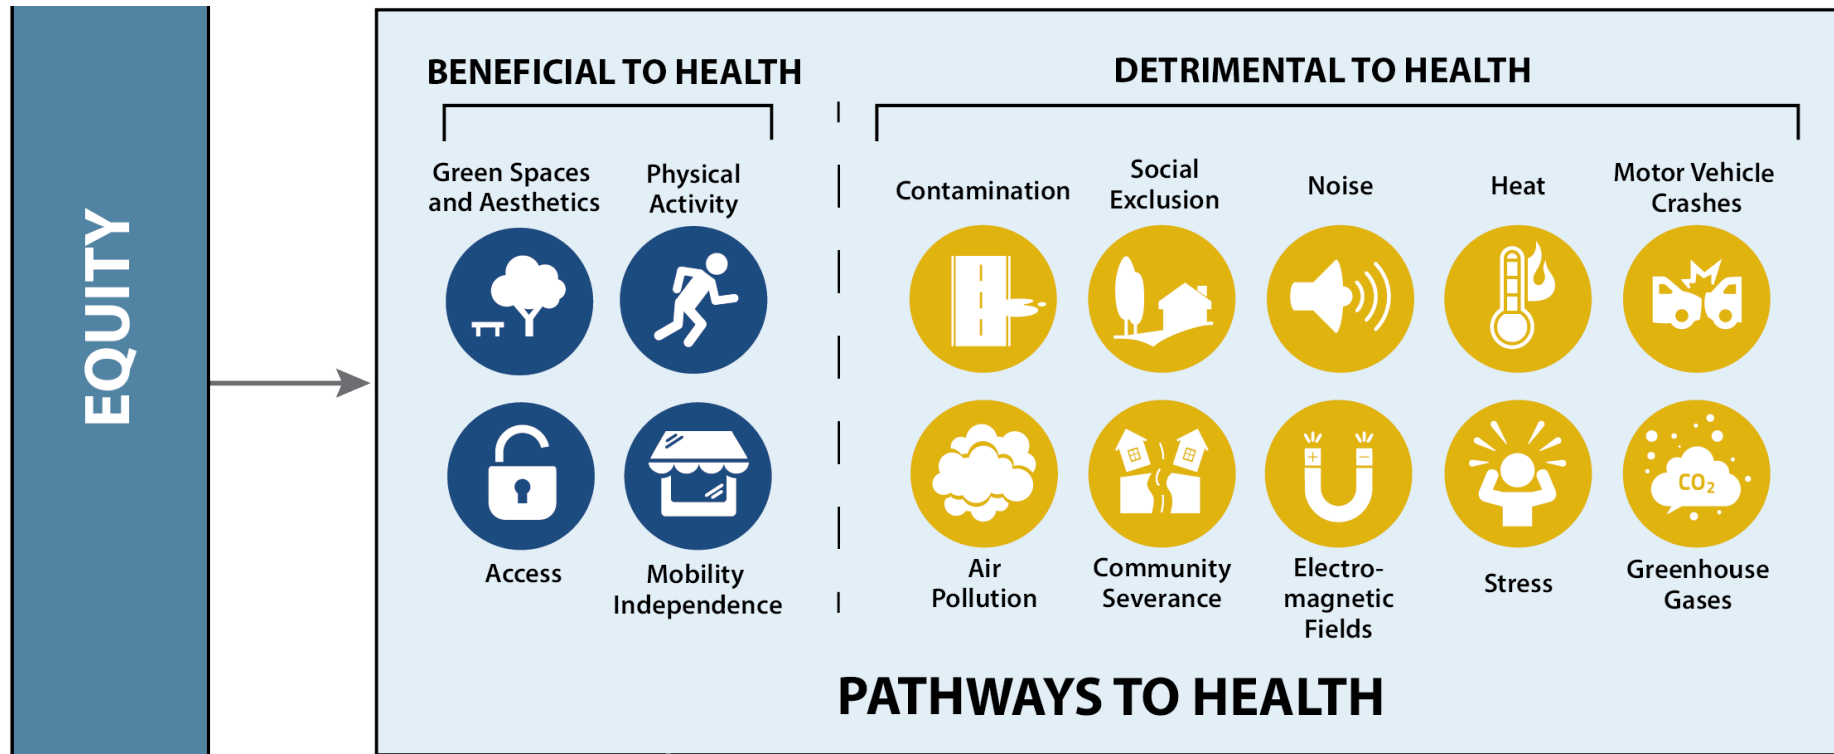 EQUITY
BENEFICIAL TO HEALTH
DETRIMENTAL TO HEALTH
Green Spaces
and Aesthetics
Physical
Activity
Contamination
Social
Exclusion
Noise
Heat
Motor Vehicle
Crashes
Access
Mobility
Independence
Air
Pollution
Community
Severance
+ −
Electro-
magnetic
Fields
Stress
CO₂
Greenhouse
Gases
PATHWAYS TO HEALTH